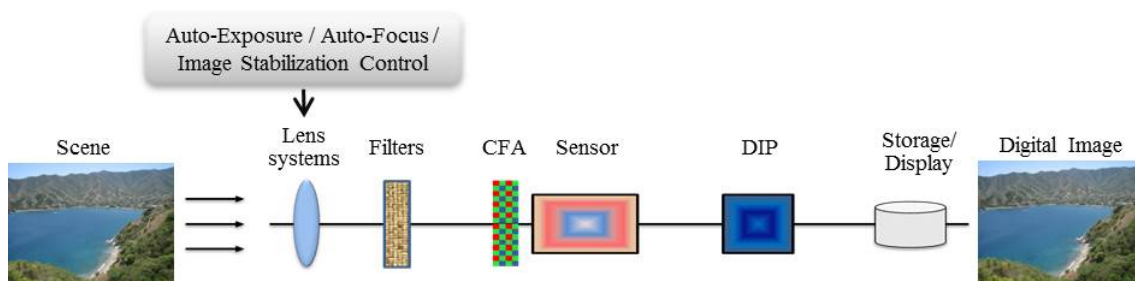 Auto-Exposure / Auto-Focus /
Image Stabilization Control
Scene
Lens
systems
Filters
CFA
Sensor
DIP
Storage/
Display
Digital Image